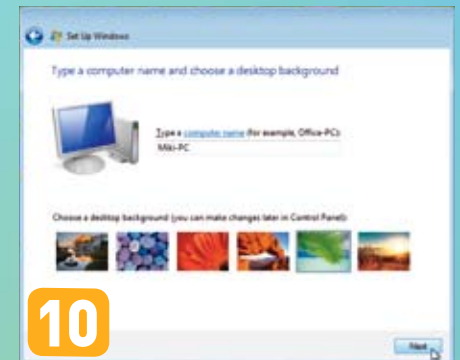 Set Up Windows
Type a computer name and choose a desktop background
Type a computer name (for example, Office-PC):
Miki-PC
Choose a desktop background (you can make changes later in Control Panel):
10
Next